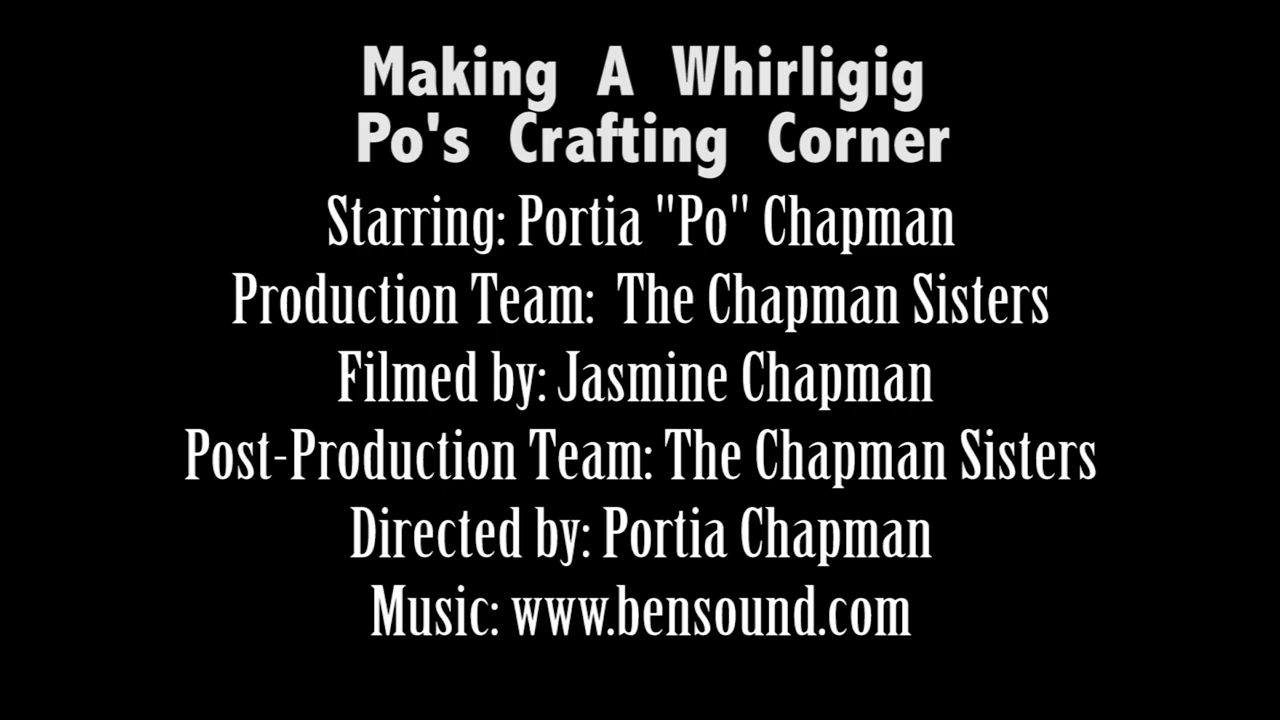 Making A Whirligig
Po's Crafting Corner
Starring: Portia "Po" Chapman
Production Team: The Chapman Sisters
Filmed by: Jasmine Chapman
Post-Production Team: The Chapman Sisters
Directed by: Portia Chapman
Music: www.bensound.com